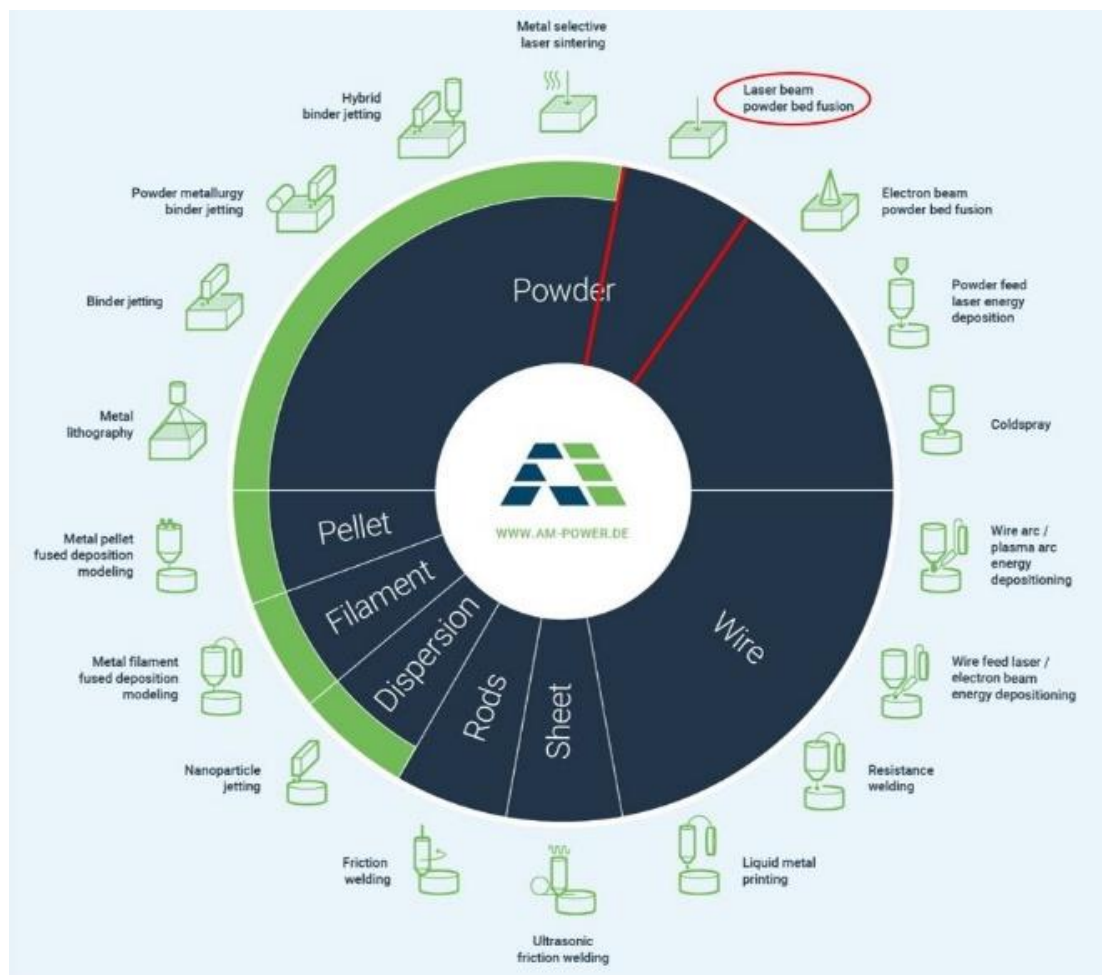 Metal selective
laser sintering
Laser beam
powder bed fusion
Hybrid
binder jetting
Electron beam
powder bed fusion
Powder metallurgy
binder jetting
Powder feed
laser energy
deposition
Powder
Binder jetting
Metal
lithography
Coldspray
WWW.AM-POWER.DE
Pellet
Metal pellet
fused deposition
modeling
Wire arc /
plasma arc
energy
depositioning
Filament
Wire
Dispersion
Metal filament
fused deposition
modeling
Wire feed laser /
electron beam
energy depositioning
Rods
Sheet
Nanoparticle
jetting
Resistance
welding
Friction
welding
Liquid metal
printing
Ultrasonic
friction welding